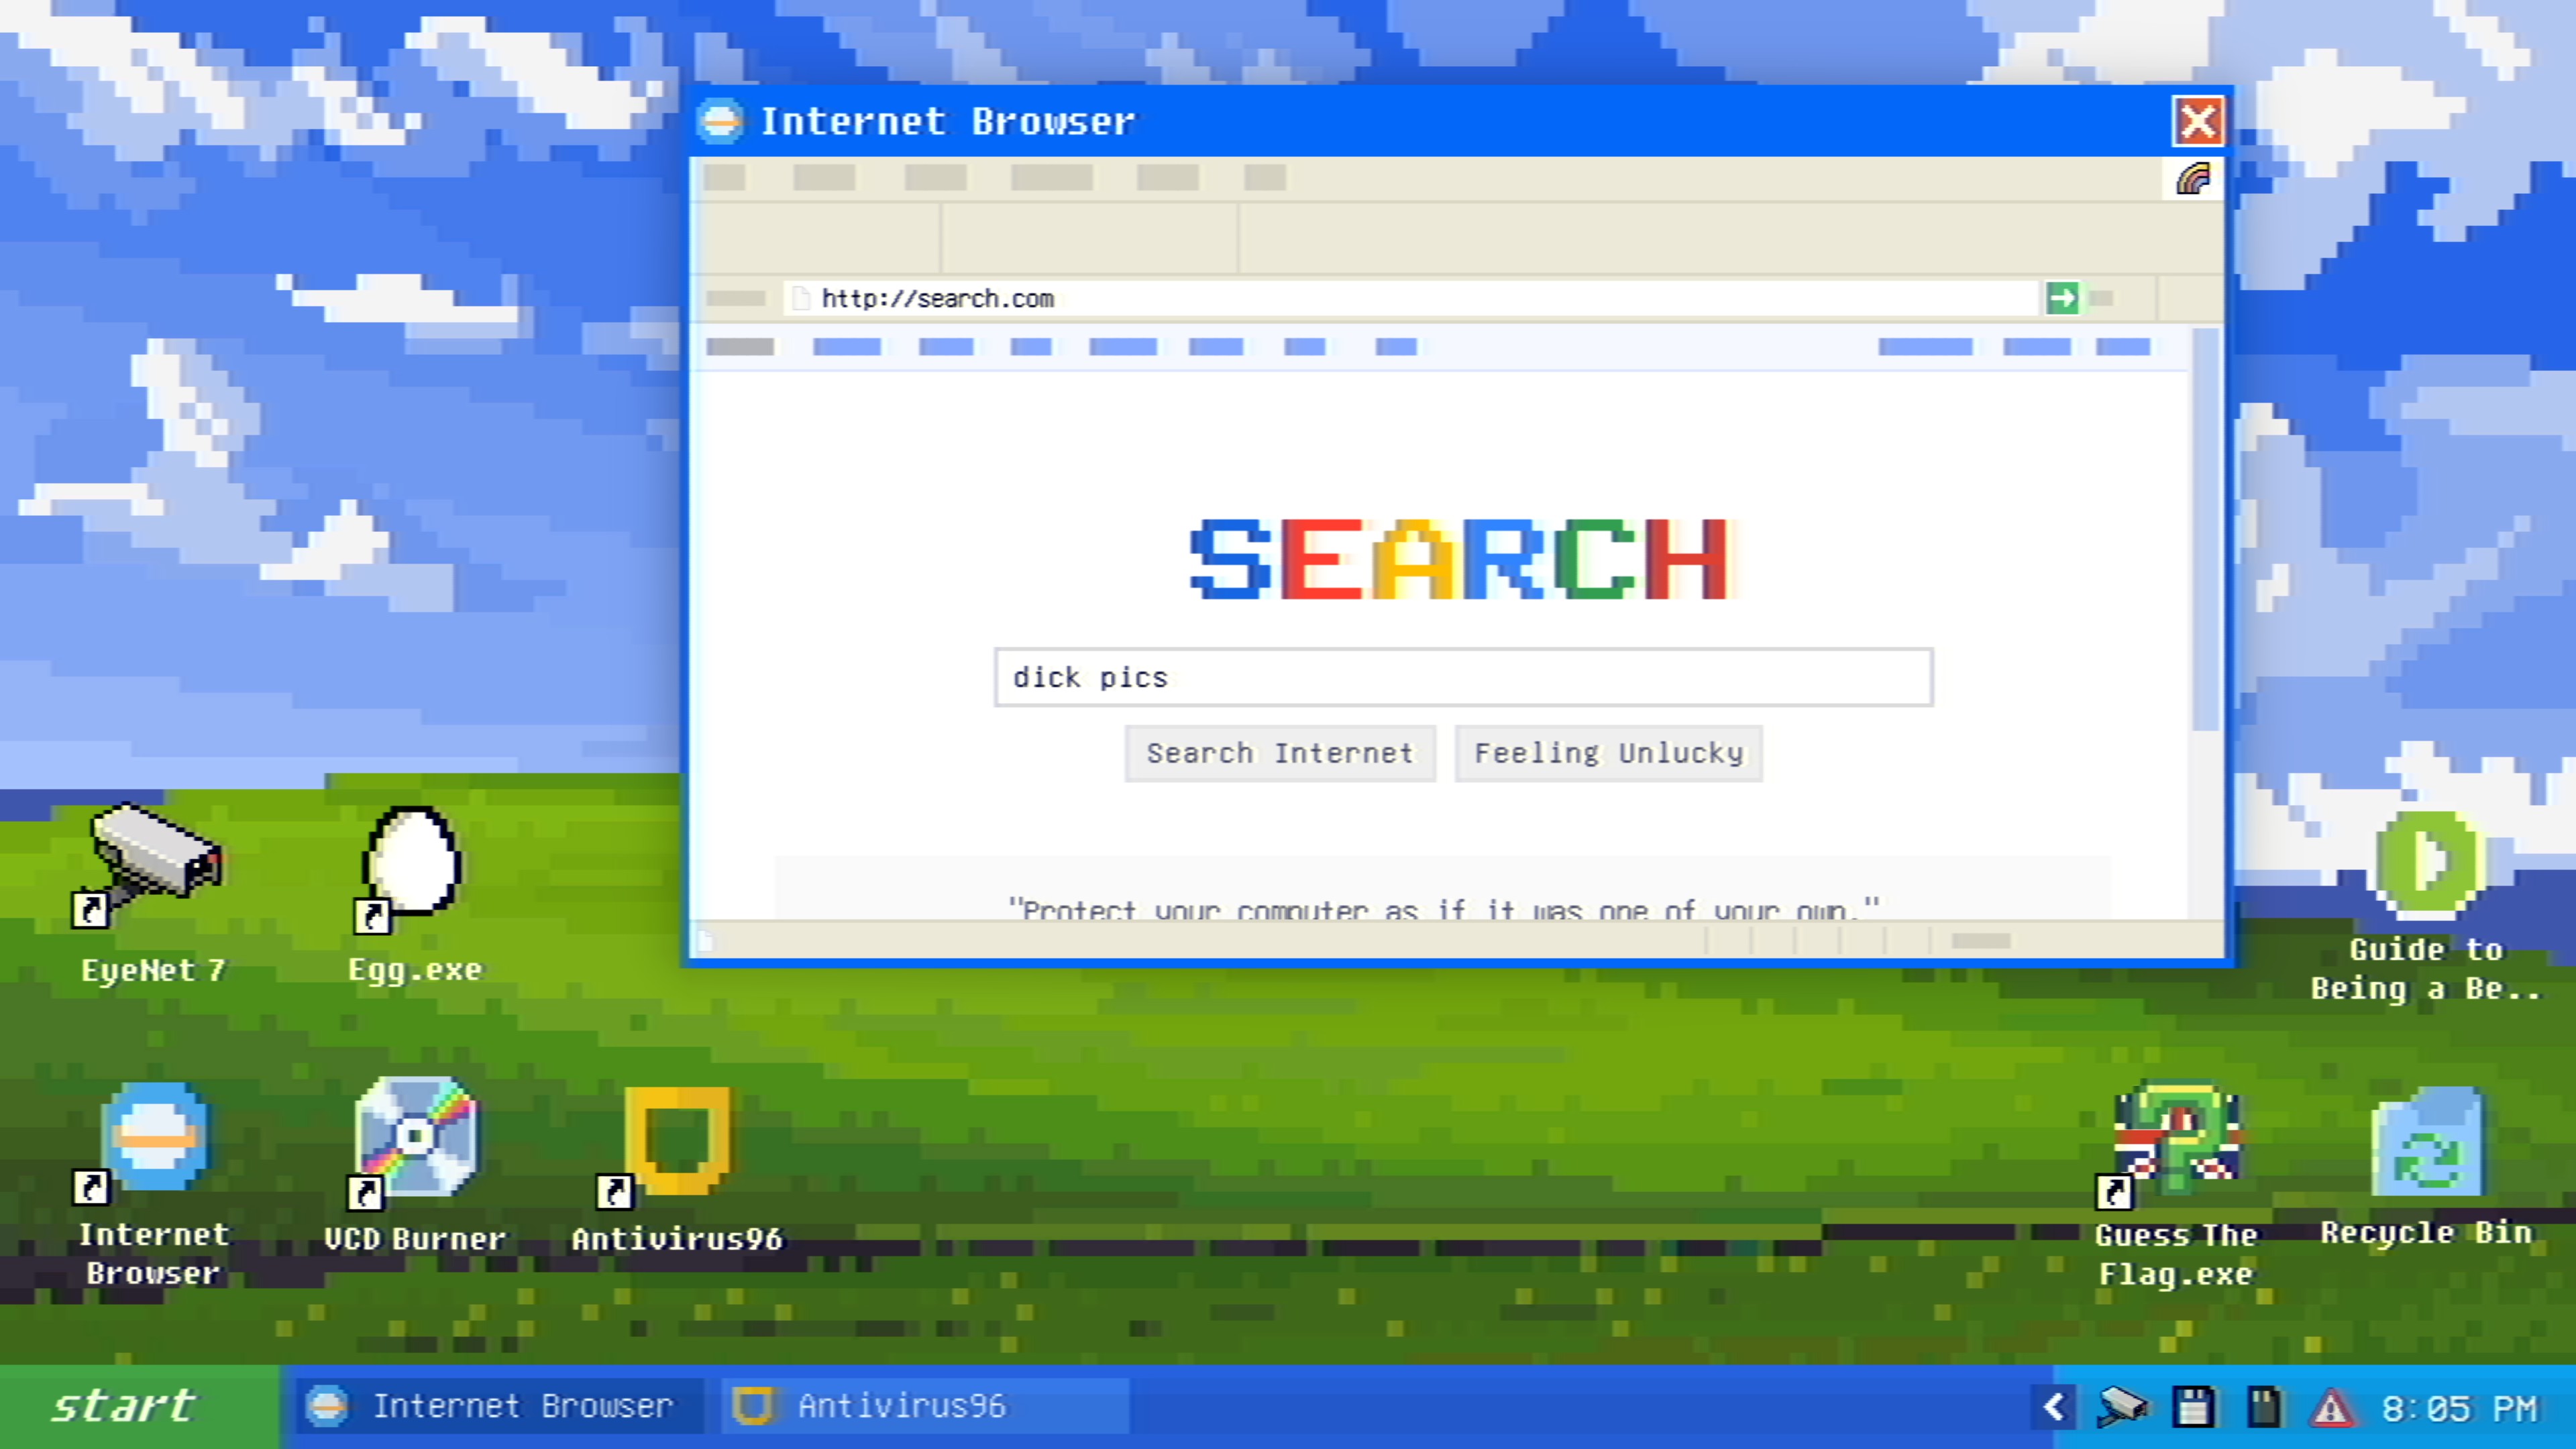 Internet Browser
http://search.com
SEARCH
dick pics
Search Internet
Feeling Unlucky
"Protect your computer as if it was one of your own."
EyeNet 7
Egg.exe
Guide to
Being a Be..
Internet
Browser
VCD Burner
Antivirus96
Guess The
Flag.exe
Recycle Bin
start
Internet Browser
Antivirus96
8:05 PM